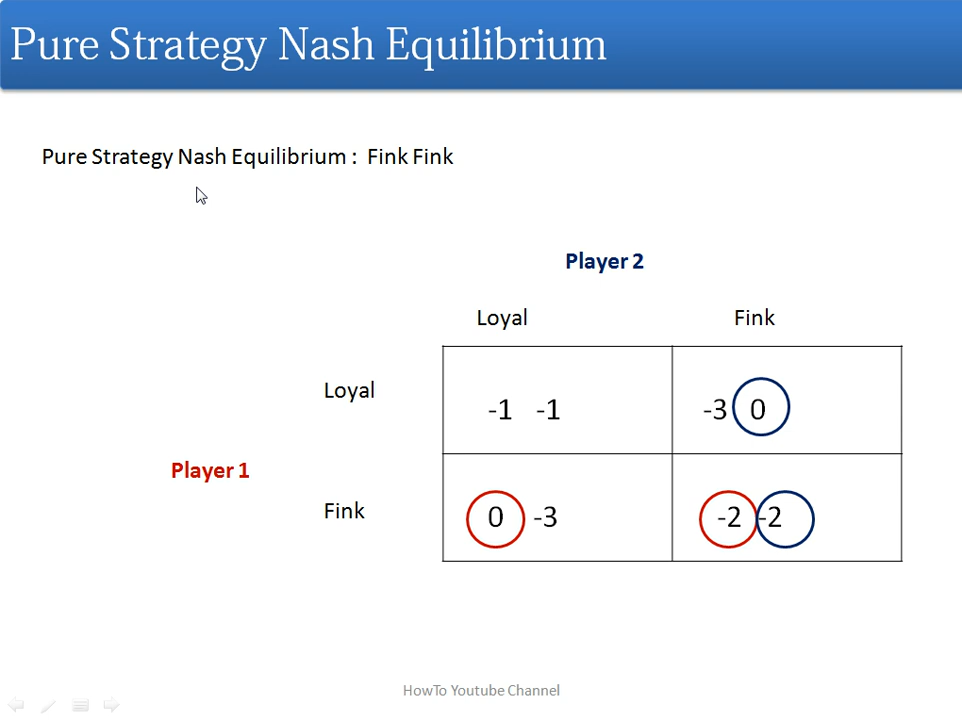 Pure Strategy Nash Equilibrium
Pure Strategy Nash Equilibrium : Fink Fink
Player 2
Loyal Fink
Loyal -1 -1 -3 0
Player 1
Fink 0 -3 -2 -2
HowTo Youtube Channel